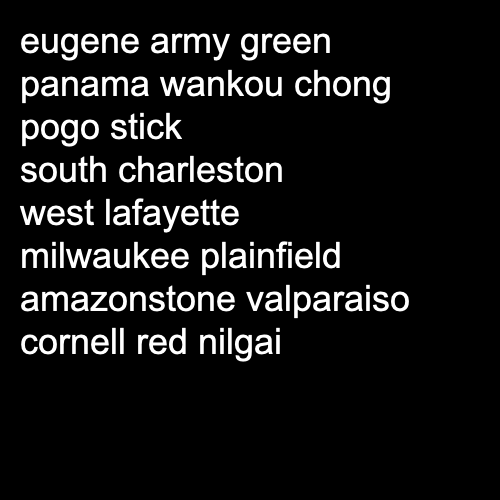 eugene army green
panama wankou chong
pogo stick
south charleston
west lafayette
milwaukee plainfield
amazonstone valparaiso
cornell red nilgai